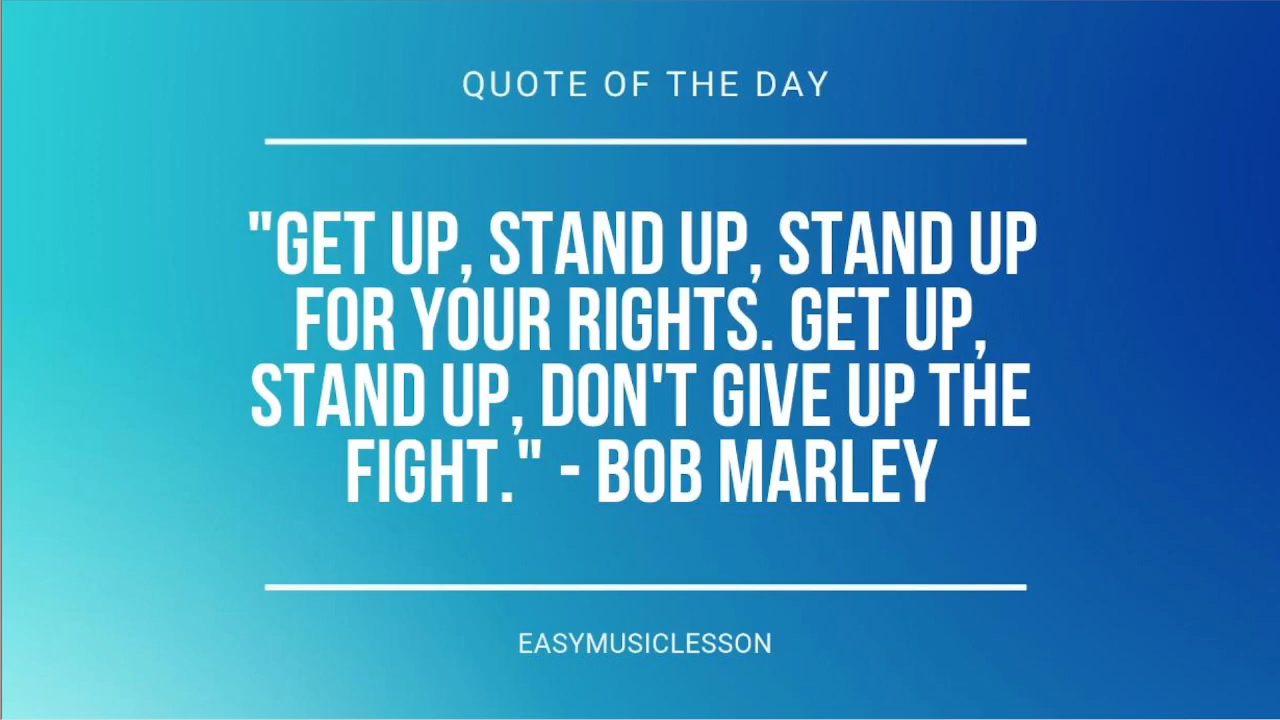 QUOTE OF THE DAY
"GET UP, STAND UP, STAND UP
FOR YOUR RIGHTS. GET UP,
STAND UP, DON'T GIVE UP THE
FIGHT." - BOB MARLEY
EASYMUSICLESSON